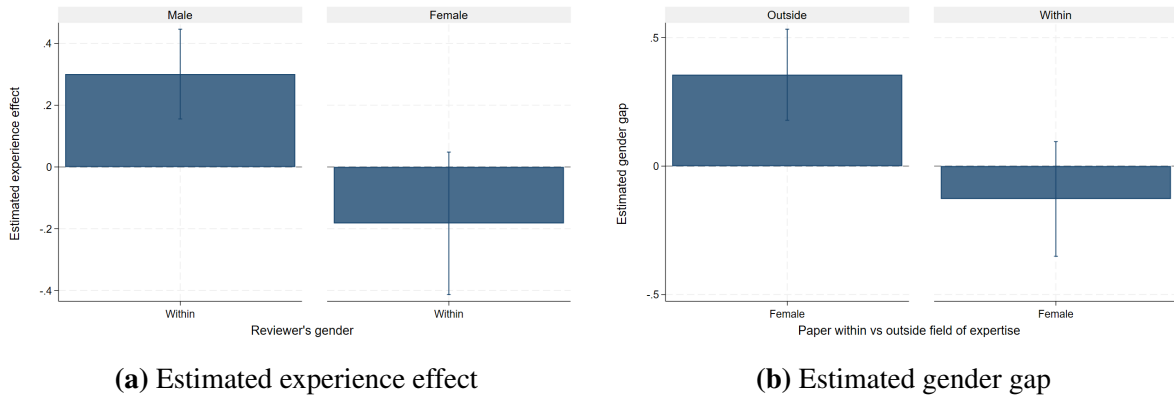 Male
Female
Estimated experience effect
.4
.2
0
-.2
-.4
Within
Within
Reviewer's gender
(a) Estimated experience effect
Outside
Within
Estimated gender gap
.5
0
-.5
Female
Female
Paper within vs outside field of expertise
(b) Estimated gender gap